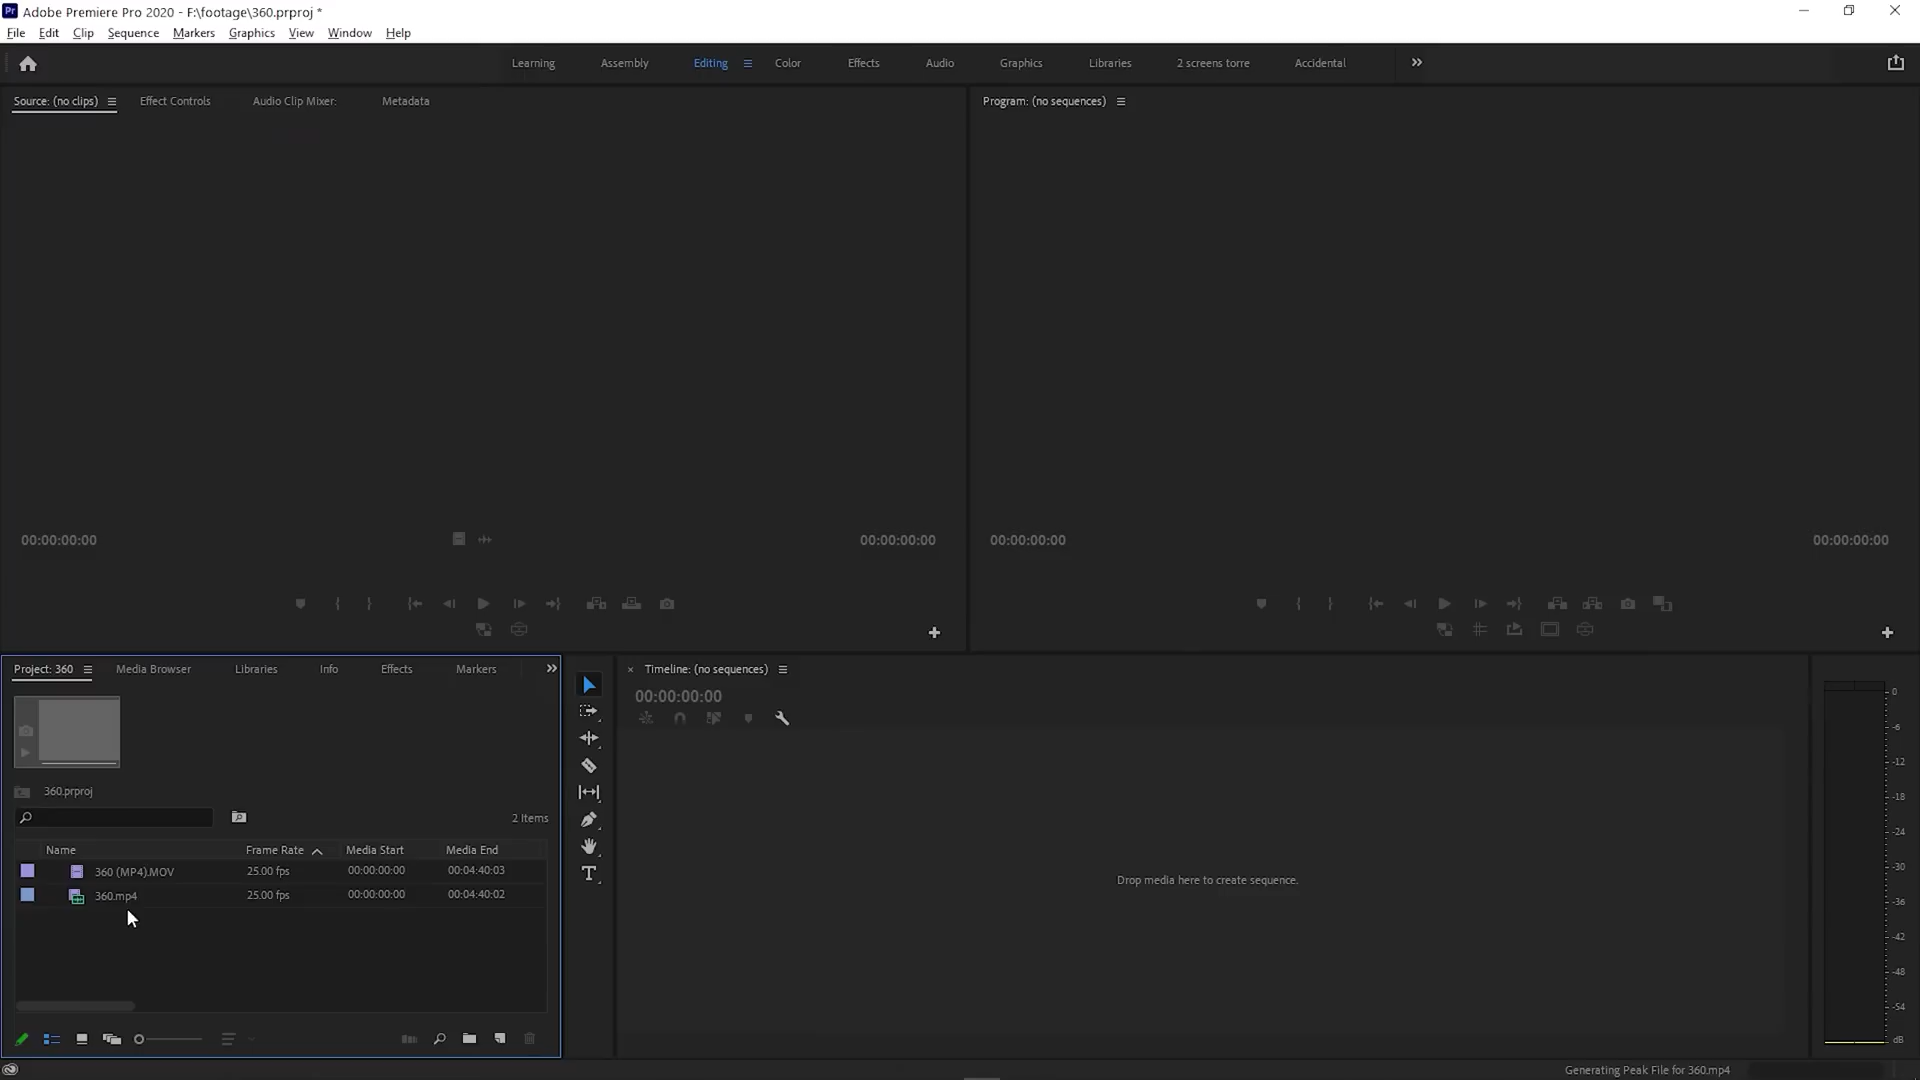 Pr Adobe Premiere Pro 2020 - F:\footage\360.prproj *
File Edit Clip Sequence Markers Graphics View Window Help
Learning Assembly Editing Color Effects Audio Graphics Libraries 2 screens torre Accidental
Source: (no clips) Effect Controls Audio Clip Mixer: Metadata Program: (no sequences)
00:00:00:00 00:00:00:00 00:00:00:00 00:00:00:00
Project: 360 Media Browser Libraries Info Effects Markers
Timeline: (no sequences)
00:00:00:00
360.prproj
2 Items
Name Frame Rate Media Start Media End
360 (MP4).MOV 25.00 fps 00:00:00:00 00:04:40:03
360.mp4 25.00 fps 00:00:00:00 00:04:40:02
Drop media here to create sequence.
0
-6
-12
-18
-24
-30
-36
-42
-48
-54
dB
Generating Peak File for 360.mp4